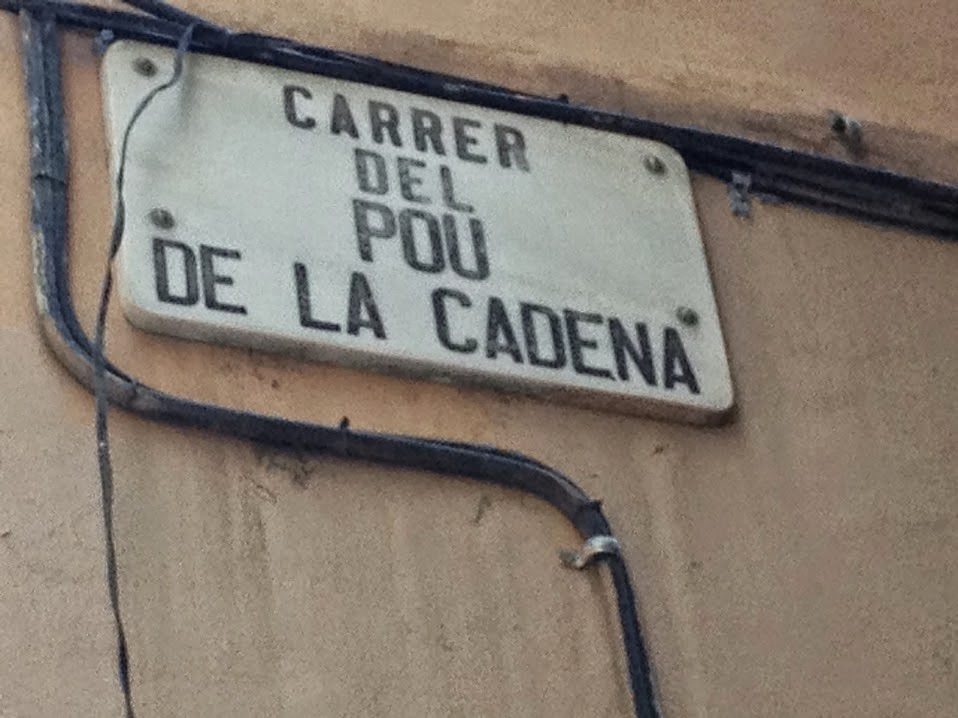 CARRER
DEL
POU
DE LA CADENA